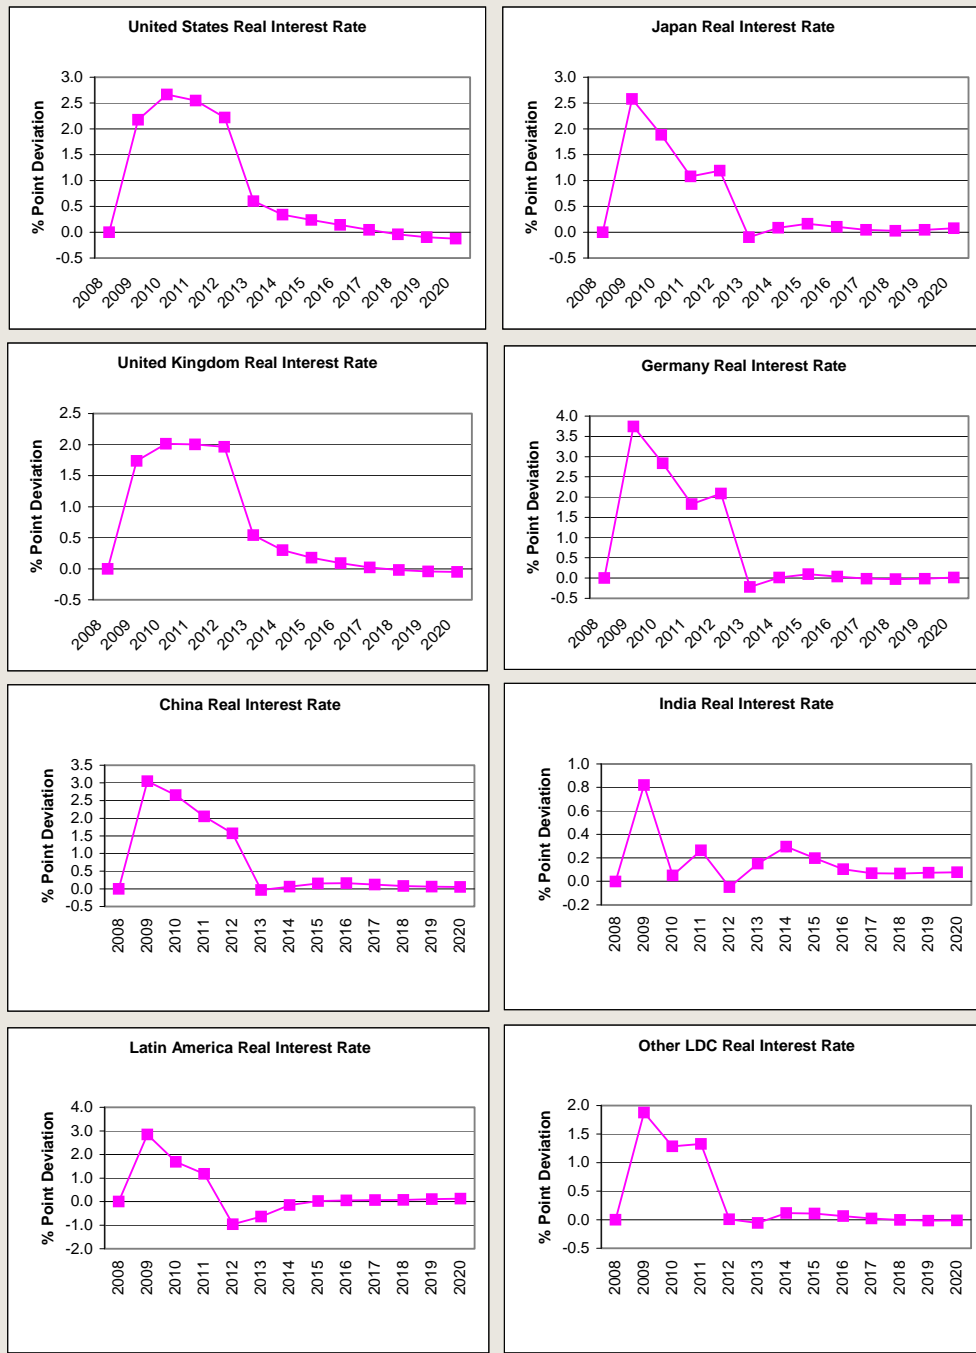 United States Real Interest Rate
% Point Deviation
3.0
2.5
2.0
1.5
1.0
0.5
0.0
-0.5
2008 2009 2010 2011 2012 2013 2014 2015 2016 2017 2018 2019 2020
Japan Real Interest Rate
% Point Deviation
3.0
2.5
2.0
1.5
1.0
0.5
0.0
-0.5
2008 2009 2010 2011 2012 2013 2014 2015 2016 2017 2018 2019 2020
United Kingdom Real Interest Rate
% Point Deviation
2.5
2.0
1.5
1.0
0.5
0.0
-0.5
2008 2009 2010 2011 2012 2013 2014 2015 2016 2017 2018 2019 2020
Germany Real Interest Rate
% Point Deviation
4.0
3.5
3.0
2.5
2.0
1.5
1.0
0.5
0.0
-0.5
2008 2009 2010 2011 2012 2013 2014 2015 2016 2017 2018 2019 2020
China Real Interest Rate
% Point Deviation
3.5
3.0
2.5
2.0
1.5
1.0
0.5
0.0
-0.5
2008 2009 2010 2011 2012 2013 2014 2015 2016 2017 2018 2019 2020
India Real Interest Rate
% Point Deviation
1.0
0.8
0.6
0.4
0.2
0.0
-0.2
2008 2009 2010 2011 2012 2013 2014 2015 2016 2017 2018 2019 2020
Latin America Real Interest Rate
% Point Deviation
4.0
3.0
2.0
1.0
0.0
-1.0
-2.0
2008 2009 2010 2011 2012 2013 2014 2015 2016 2017 2018 2019 2020
Other LDC Real Interest Rate
% Point Deviation
2.0
1.5
1.0
0.5
0.0
-0.5
2008 2009 2010 2011 2012 2013 2014 2015 2016 2017 2018 2019 2020